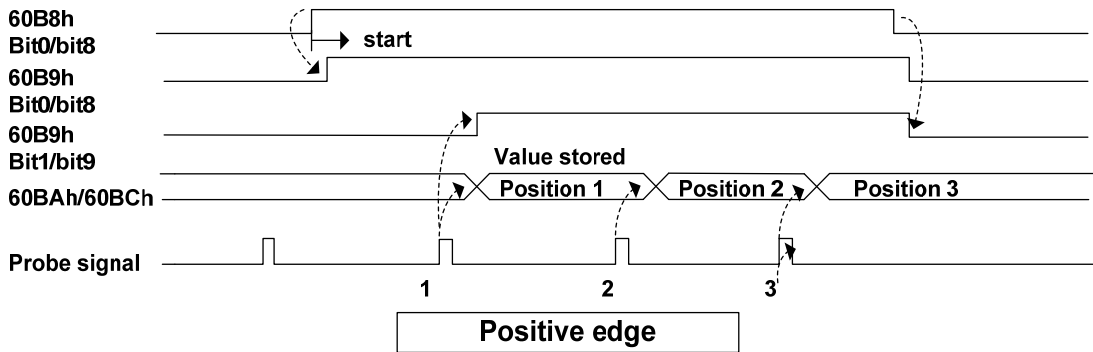 60B8h
Bit0/bit8
start
60B9h
Bit0/bit8
60B9h
Bit1/bit9
Value stored
60BAh/60BCh
Position 1
Position 2
Position 3
Probe signal
1
2
3
Positive edge